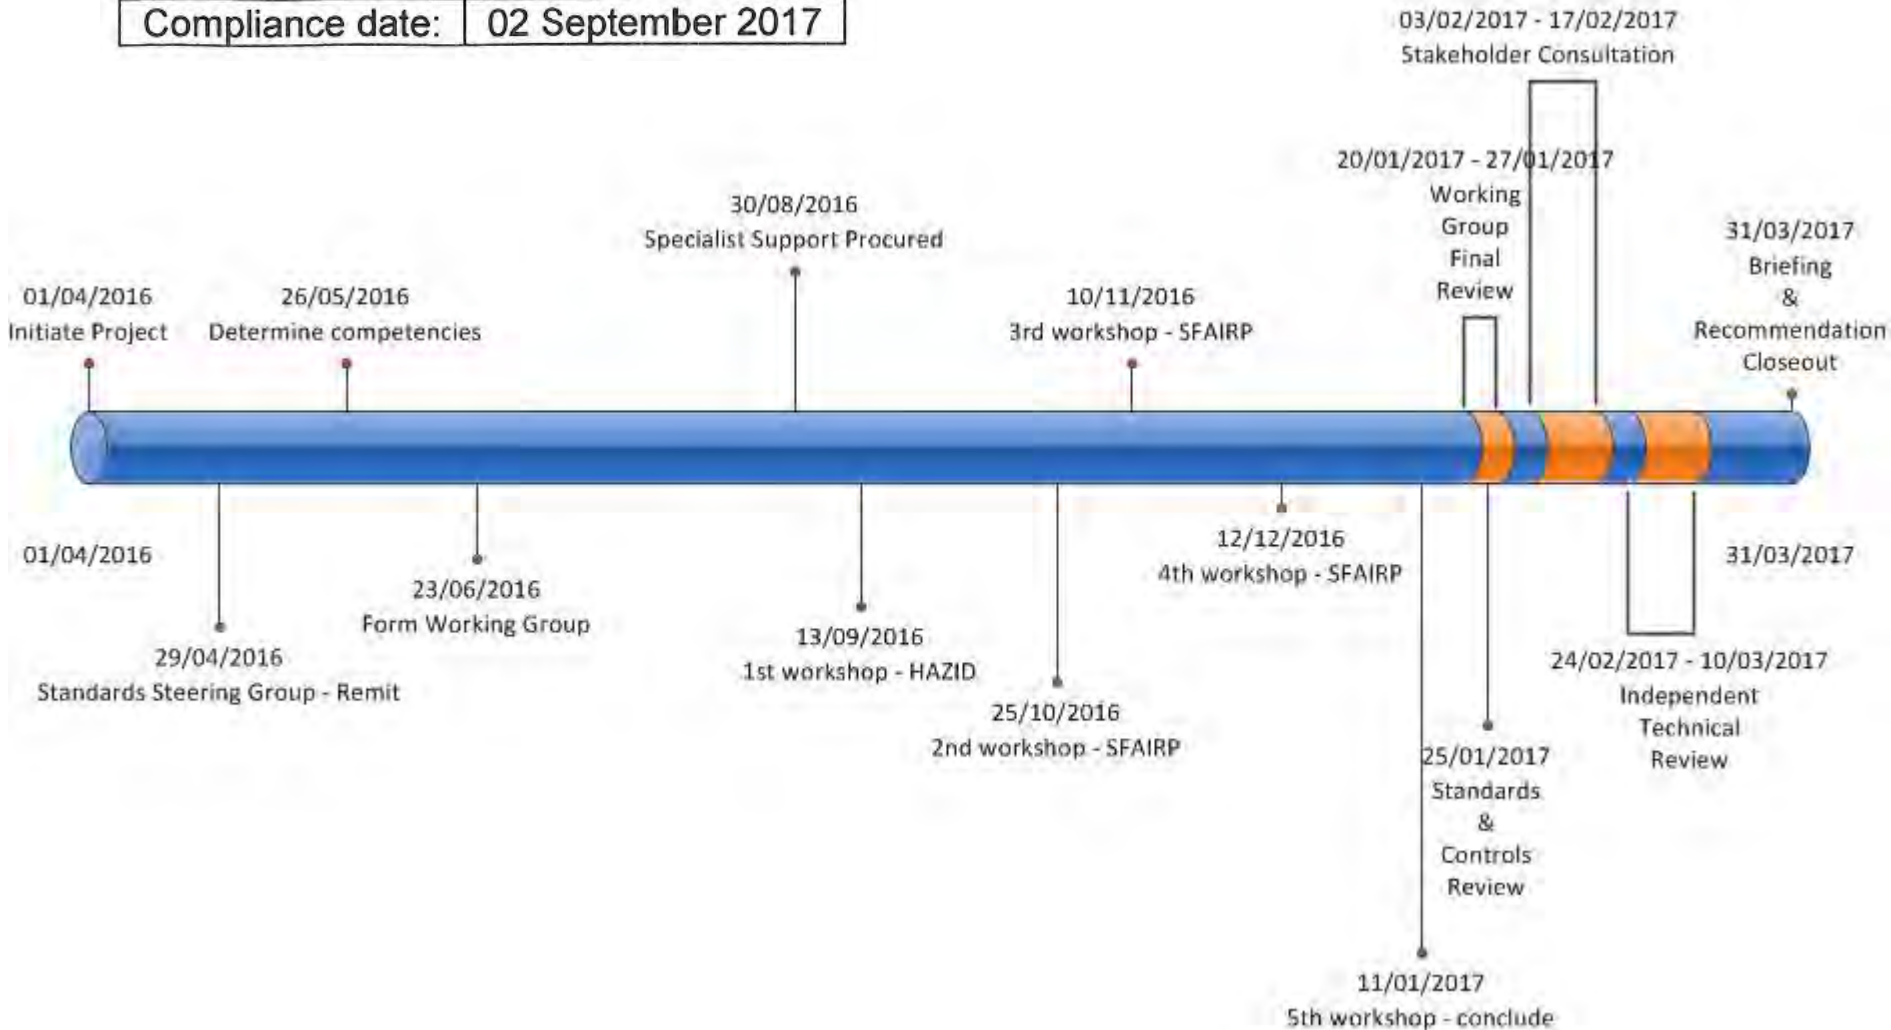 Compliance date: 02 September 2017
03/02/2017 - 17/02/2017
Stakeholder Consultation
20/01/2017 - 27/01/2017
Working
Group
Final
Review
30/08/2016
Specialist Support Procured
31/03/2017
Briefing
&
Recommendation
Closeout
01/04/2016
Initiate Project
26/05/2016
Determine competencies
10/11/2016
3rd workshop - SFAIRP
01/04/2016
29/04/2016
Standards Steering Group - Remit
23/06/2016
Form Working Group
13/09/2016
1st workshop - HAZID
25/10/2016
2nd workshop - SFAIRP
12/12/2016
4th workshop - SFAIRP
31/03/2017
24/02/2017 - 10/03/2017
Independent
Technical
Review
25/01/2017
Standards
&
Controls
Review
11/01/2017
5th workshop - conclude